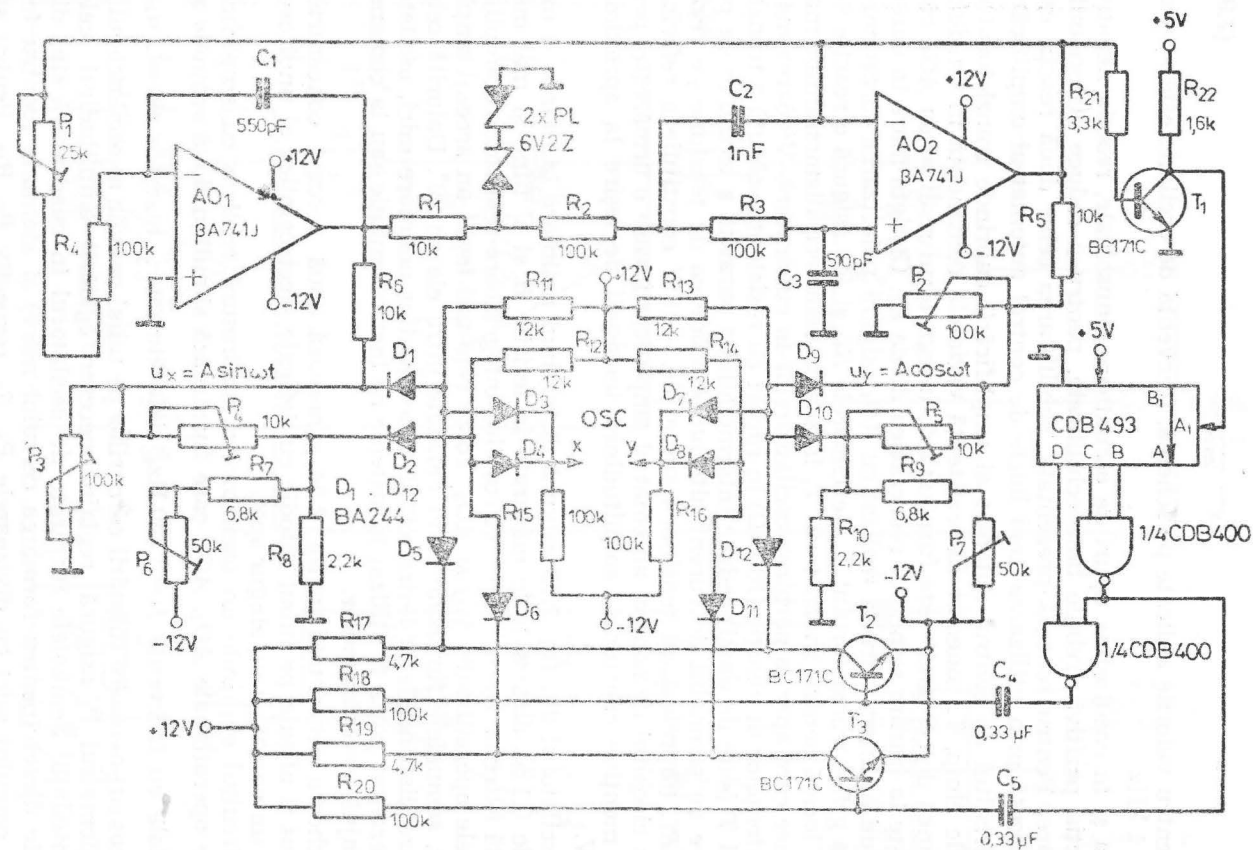 +5V
C1
550pF
P1
25k
R4
100k
+12V
AO1
βA741J
-12V
2xPL
6V2Z
R1
10k
R2
100k
C2
1nF
R3
100k
C3
510pF
+12V
AO2
βA741J
-12V
R21
3,3k
R22
1,6k
T1
BC171C
R5
10k
P2
100k
R6
10k
ux = Asinωt
R11
12k
+12V
R13
12k
R12
12k
R14
12k
D1
D3
D4
OSC
x
y
D7
D8
D9
D10
uy = Acosωt
P4
10k
P3
100k
R7
6,8k
D2
D1 . D12
BA244
P6
50k
R8
2,2k
-12V
D5
R15
100k
R16
100k
D12
P5
10k
R9
6,8k
R10
2,2k
P7
50k
-12V
D6
-12V
D11
+5V
B1
CDB493
A1
D C B A
1/4CDB400
1/4CDB400
R17
4,7k
R18
100k
+12V
R19
4,7k
R20
100k
T2
BC171C
T3
BC171C
C4
0,33µF
C5
0,33µF